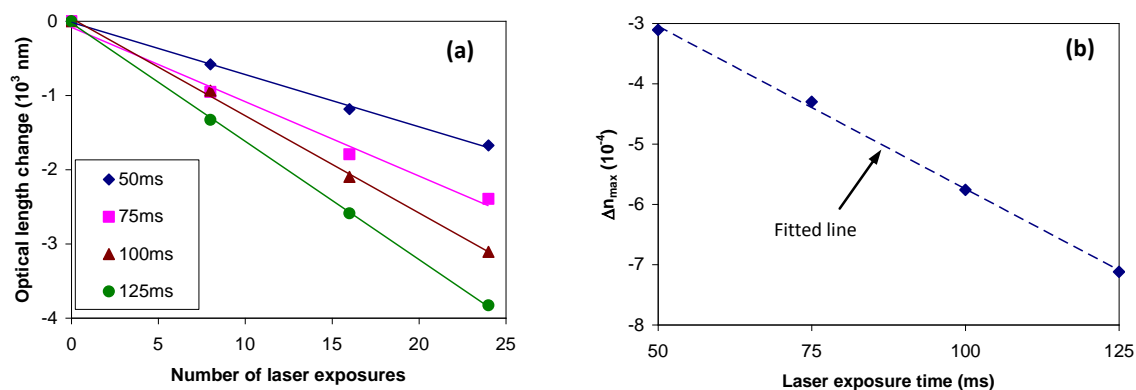 (a)
Optical length change (10³ nm)
0
-1
-2
-3
-4
50ms
75ms
100ms
125ms
0 5 10 15 20 25
Number of laser exposures
(b)
Δnmax (10⁻⁴)
-3
-4
-5
-6
-7
-8
Fitted line
50 75 100 125
Laser exposure time (ms)